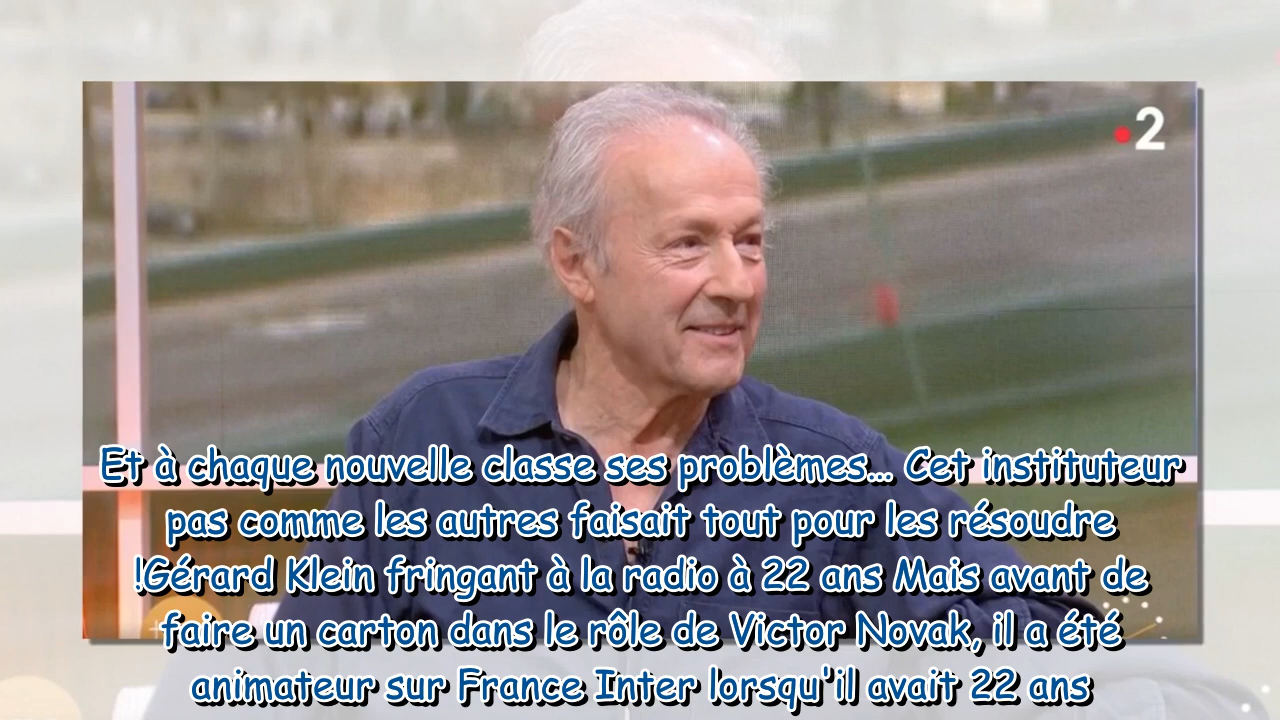 2
Et à chaque nouvelle classe ses problèmes... Cet instituteur
pas comme les autres faisait tout pour les résoudre
!Gérard Klein fringant à la radio à 22 ans Mais avant de
faire un carton dans le rôle de Victor Novak, il a été
animateur sur France Inter lorsqu'il avait 22 ans